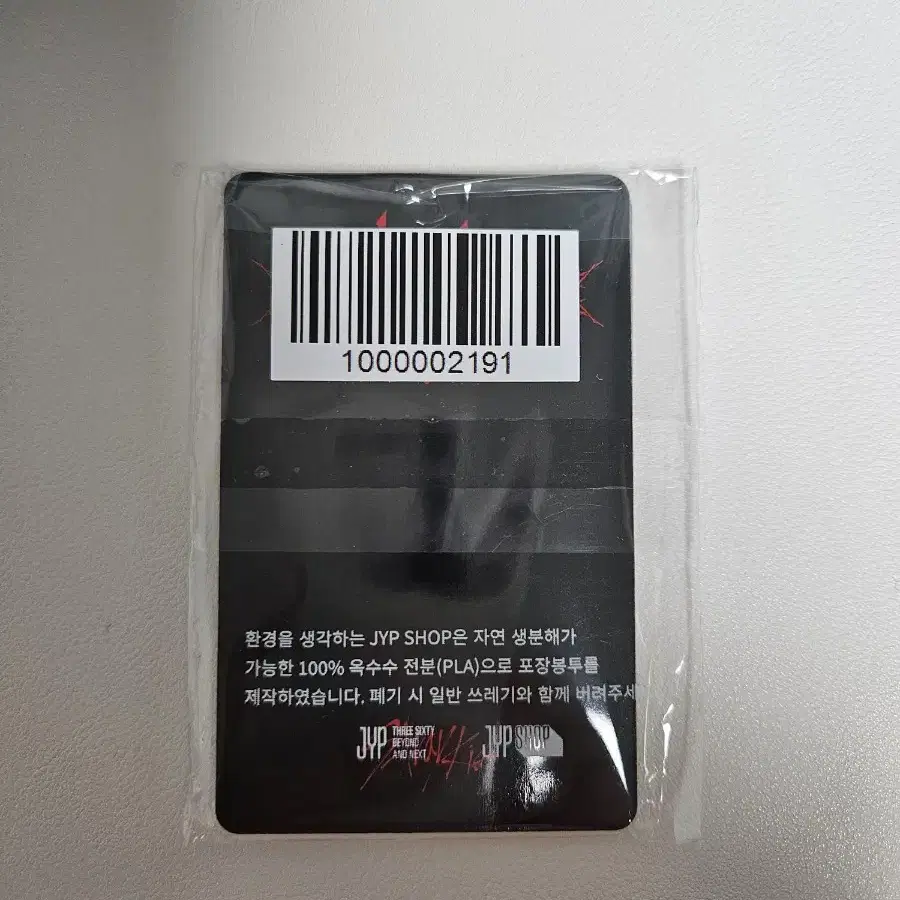 1000002191
환경을 생각하는 JYP SHOP은 자연 생분해가
가능한 100% 옥수수 전분(PLA)으로 포장봉투를
제작하였습니다. 폐기 시 일반 쓰레기와 함께 버려주세
JYP THREE SIXTY
BEYOND
AND NEXT
JYP SHOP